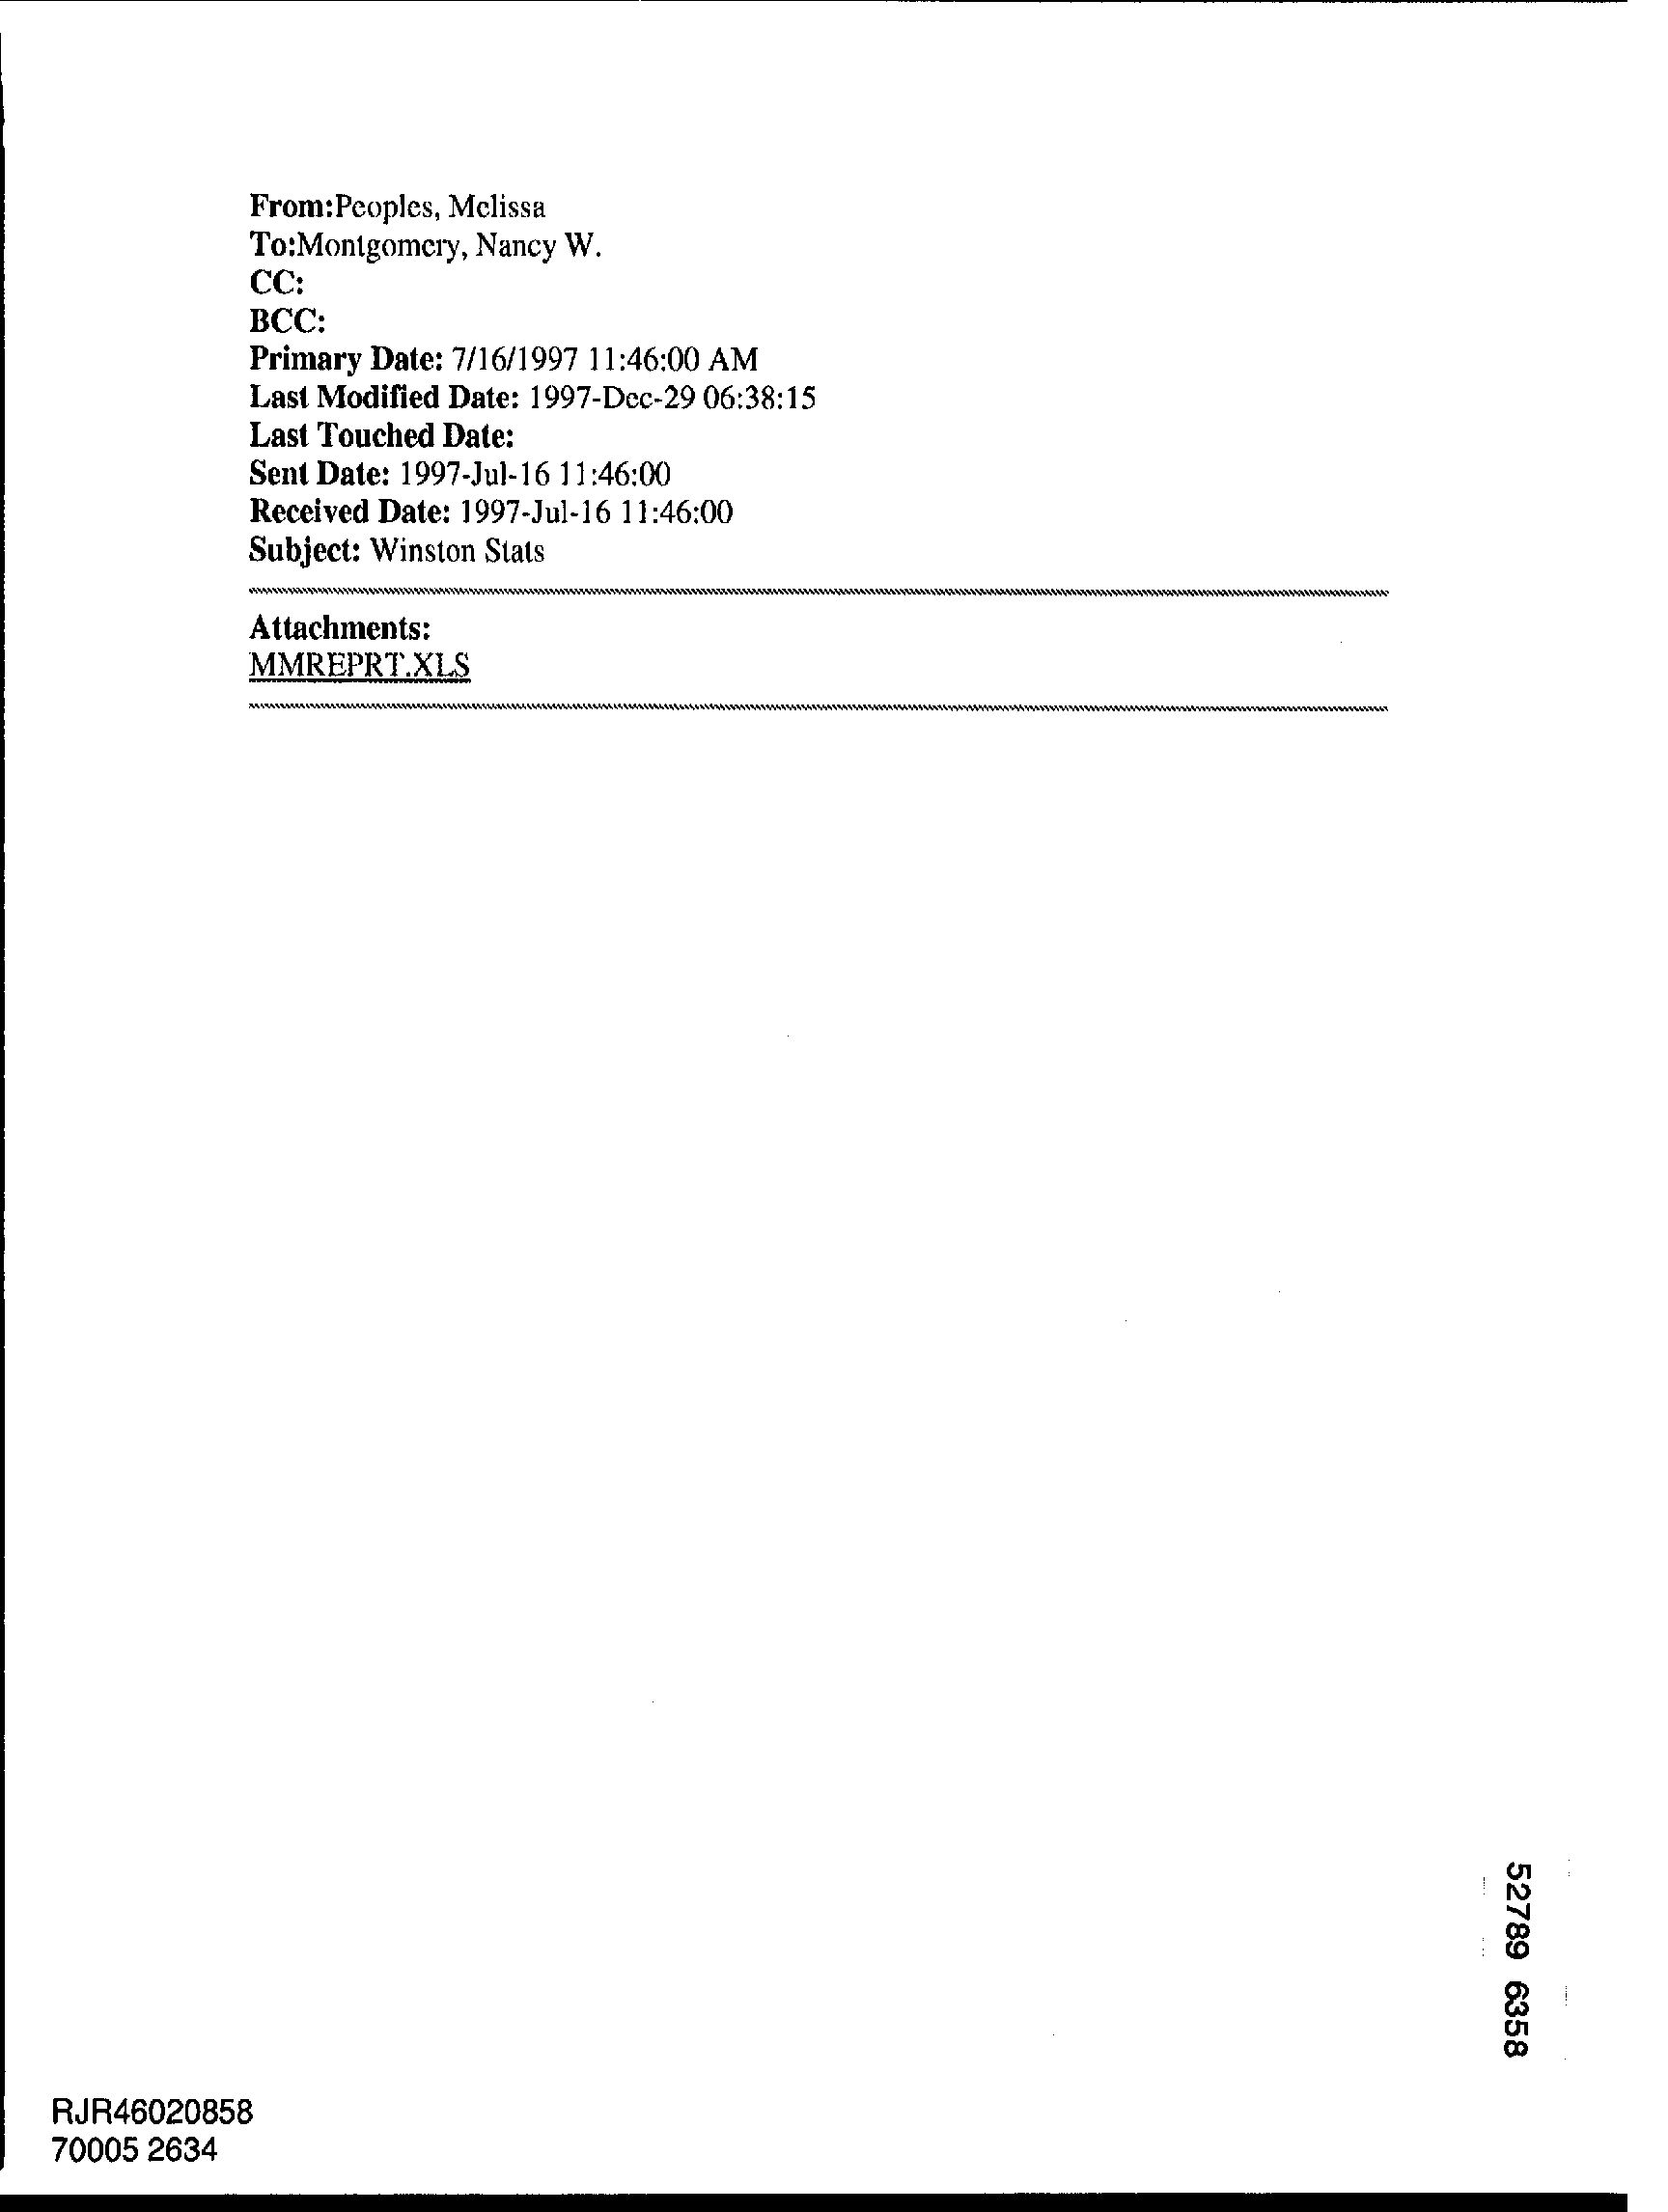 From:Peoples, Melissa
To:Montgomery, Nancy W.
CC:
BCC:
Primary Date: 7/16/1997 11:46:00 AM
Last Modified Date: 1997-Dec-29 06:38:15
Last Touched Date:
Sent Date: 1997-Jul-16 11:46:00
Received Date: 1997-Jul-16 11:46:00
Subject: Winston Stats
Attachments:
MMREPRT.XLS
52789 6358
RJR46020858
70005 2634